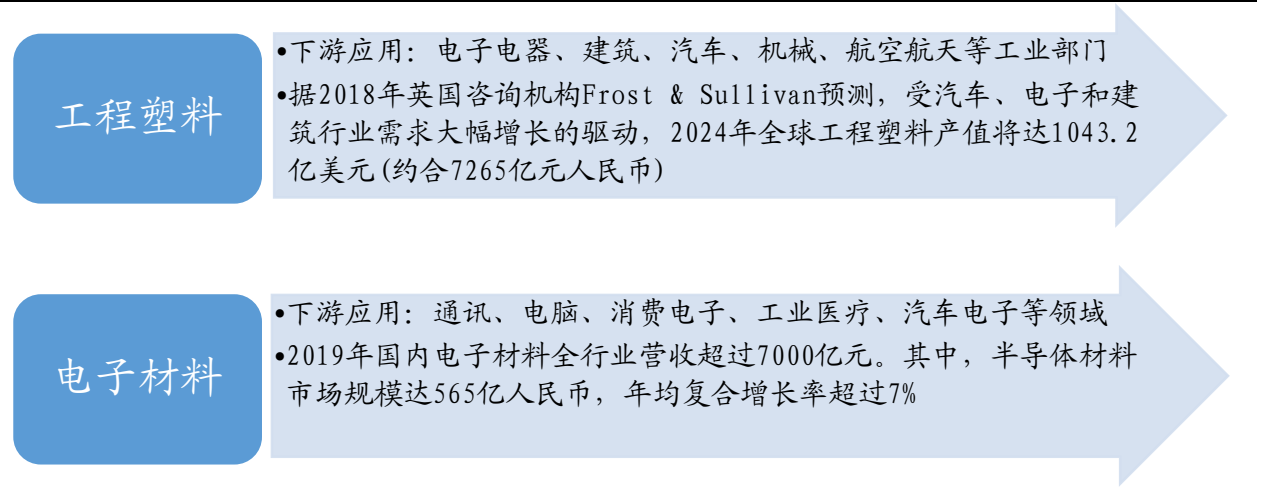 工程塑料
•下游应用：电子电器、建筑、汽车、机械、航空航天等工业部门
•据2018年英国咨询机构Frost & Sullivan预测，受汽车、电子和建
筑行业需求大幅增长的驱动，2024年全球工程塑料产值将达1043.2
亿美元(约合7265亿元人民币)
电子材料
•下游应用：通讯、电脑、消费电子、工业医疗、汽车电子等领域
•2019年国内电子材料全行业营收超过7000亿元。其中，半导体材料
市场规模达565亿人民币，年均复合增长率超过7%